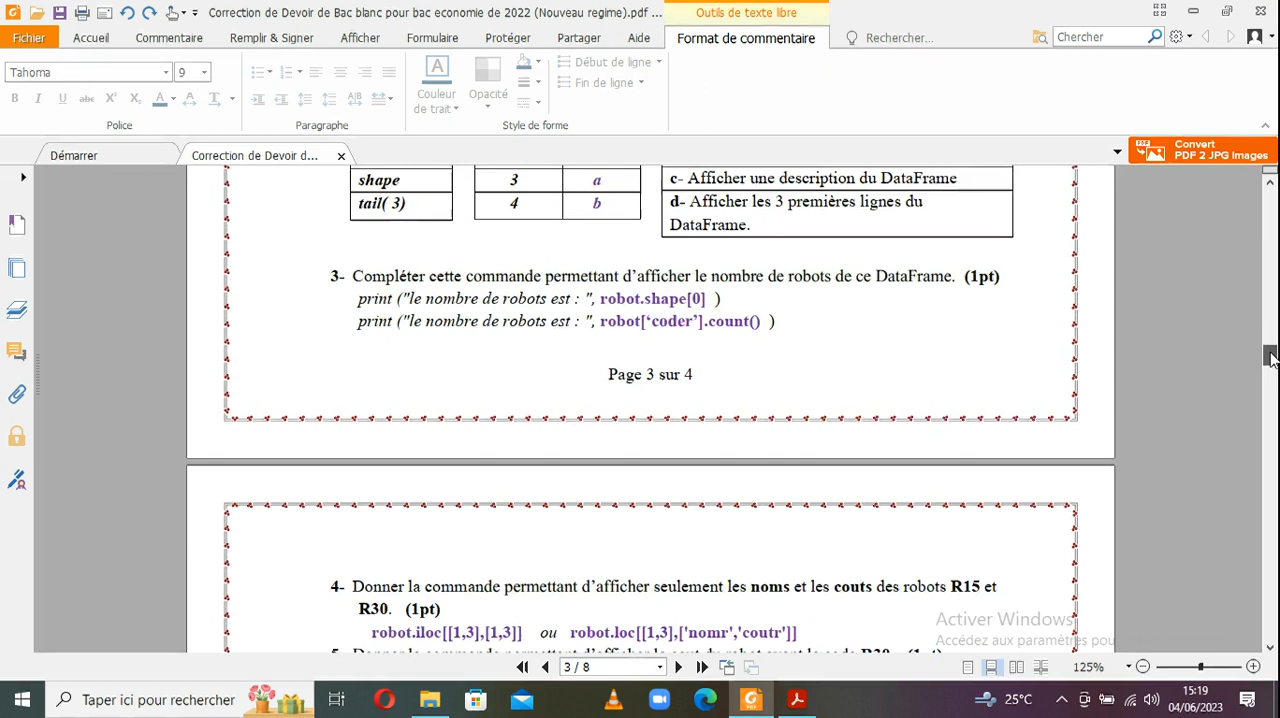 Correction de Devoir de Bac blanc pour bac economie de 2022 (Nouveau regime).pdf ...
Outils de texte libre
Fichier Accueil Commentaire Remplir & Signer Afficher Formulaire Protéger Partager Aide Format de commentaire Rechercher... Chercher
Tahoma 9
Début de ligne
Fin de ligne
Couleur de trait
Opacité
Police Paragraphe Style de forme
Démarrer Correction de Devoir d...
Convert
PDF 2 JPG Images
shape 3 a c- Afficher une description du DataFrame
tail( 3) 4 b d- Afficher les 3 premières lignes du
DataFrame.
3- Compléter cette commande permettant d’afficher le nombre de robots de ce DataFrame. (1pt)
print ("le nombre de robots est : ", robot.shape[0] )
print ("le nombre de robots est : ", robot[‘coder’].count() )
Page 3 sur 4
4- Donner la commande permettant d’afficher seulement les noms et les couts des robots R15 et
R30. (1pt)
robot.iloc[[1,3],[1,3]] ou robot.loc[[1,3],['nomr','coutr']]
Activer Windows
Accédez aux paramètres pou
3 / 8
125%
Taper ici pour rechercher
25°C
15:19
04/06/2023